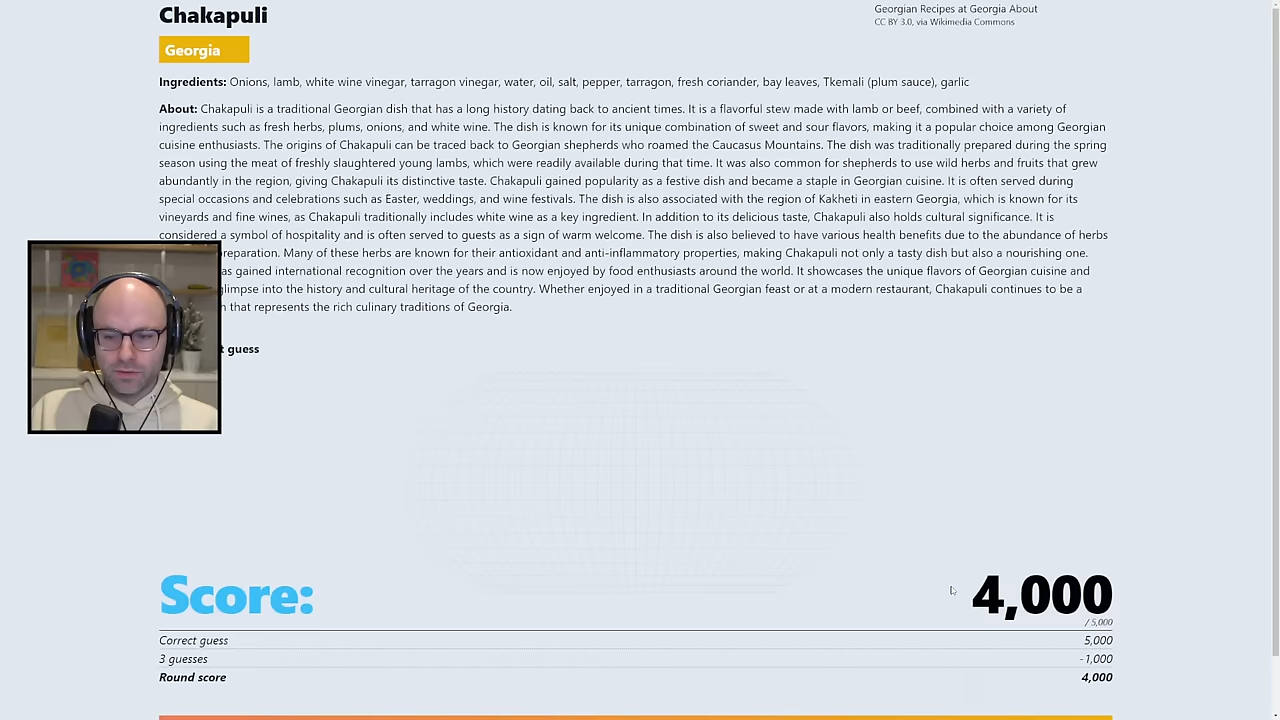 Chakapuli
Georgian Recipes at Georgia About
CC BY 3.0, via Wikimedia Commons
Georgia
Ingredients: Onions, lamb, white wine vinegar, tarragon vinegar, water, oil, salt, pepper, tarragon, fresh coriander, bay leaves, Tkemali (plum sauce), garlic
About: Chakapuli is a traditional Georgian dish that has a long history dating back to ancient times. It is a flavorful stew made with lamb or beef, combined with a variety of
ingredients such as fresh herbs, plums, onions, and white wine. The dish is known for its unique combination of sweet and sour flavors, making it a popular choice among Georgian
cuisine enthusiasts. The origins of Chakapuli can be traced back to Georgian shepherds who roamed the Caucasus Mountains. The dish was traditionally prepared during the spring
season using the meat of freshly slaughtered young lambs, which were readily available during that time. It was also common for shepherds to use wild herbs and fruits that grew
abundantly in the region, giving Chakapuli its distinctive taste. Chakapuli gained popularity as a festive dish and became a staple in Georgian cuisine. It is often served during
special occasions and celebrations such as Easter, weddings, and wine festivals. The dish is also associated with the region of Kakheti in eastern Georgia, which is known for its
vineyards and fine wines, as Chakapuli traditionally includes white wine as a key ingredient. In addition to its delicious taste, Chakapuli also holds cultural significance. It is
considered a symbol of hospitality and is often served to guests as a sign of warm welcome. The dish is also believed to have various health benefits due to the abundance of herbs
reparation. Many of these herbs are known for their antioxidant and anti-inflammatory properties, making Chakapuli not only a tasty dish but also a nourishing one.
as gained international recognition over the years and is now enjoyed by food enthusiasts around the world. It showcases the unique flavors of Georgian cuisine and
glimpse into the history and cultural heritage of the country. Whether enjoyed in a traditional Georgian feast or at a modern restaurant, Chakapuli continues to be a
that represents the rich culinary traditions of Georgia.
guess
Score:
4,000
/ 5,000
Correct guess
5,000
3 guesses
-1,000
Round score
4,000